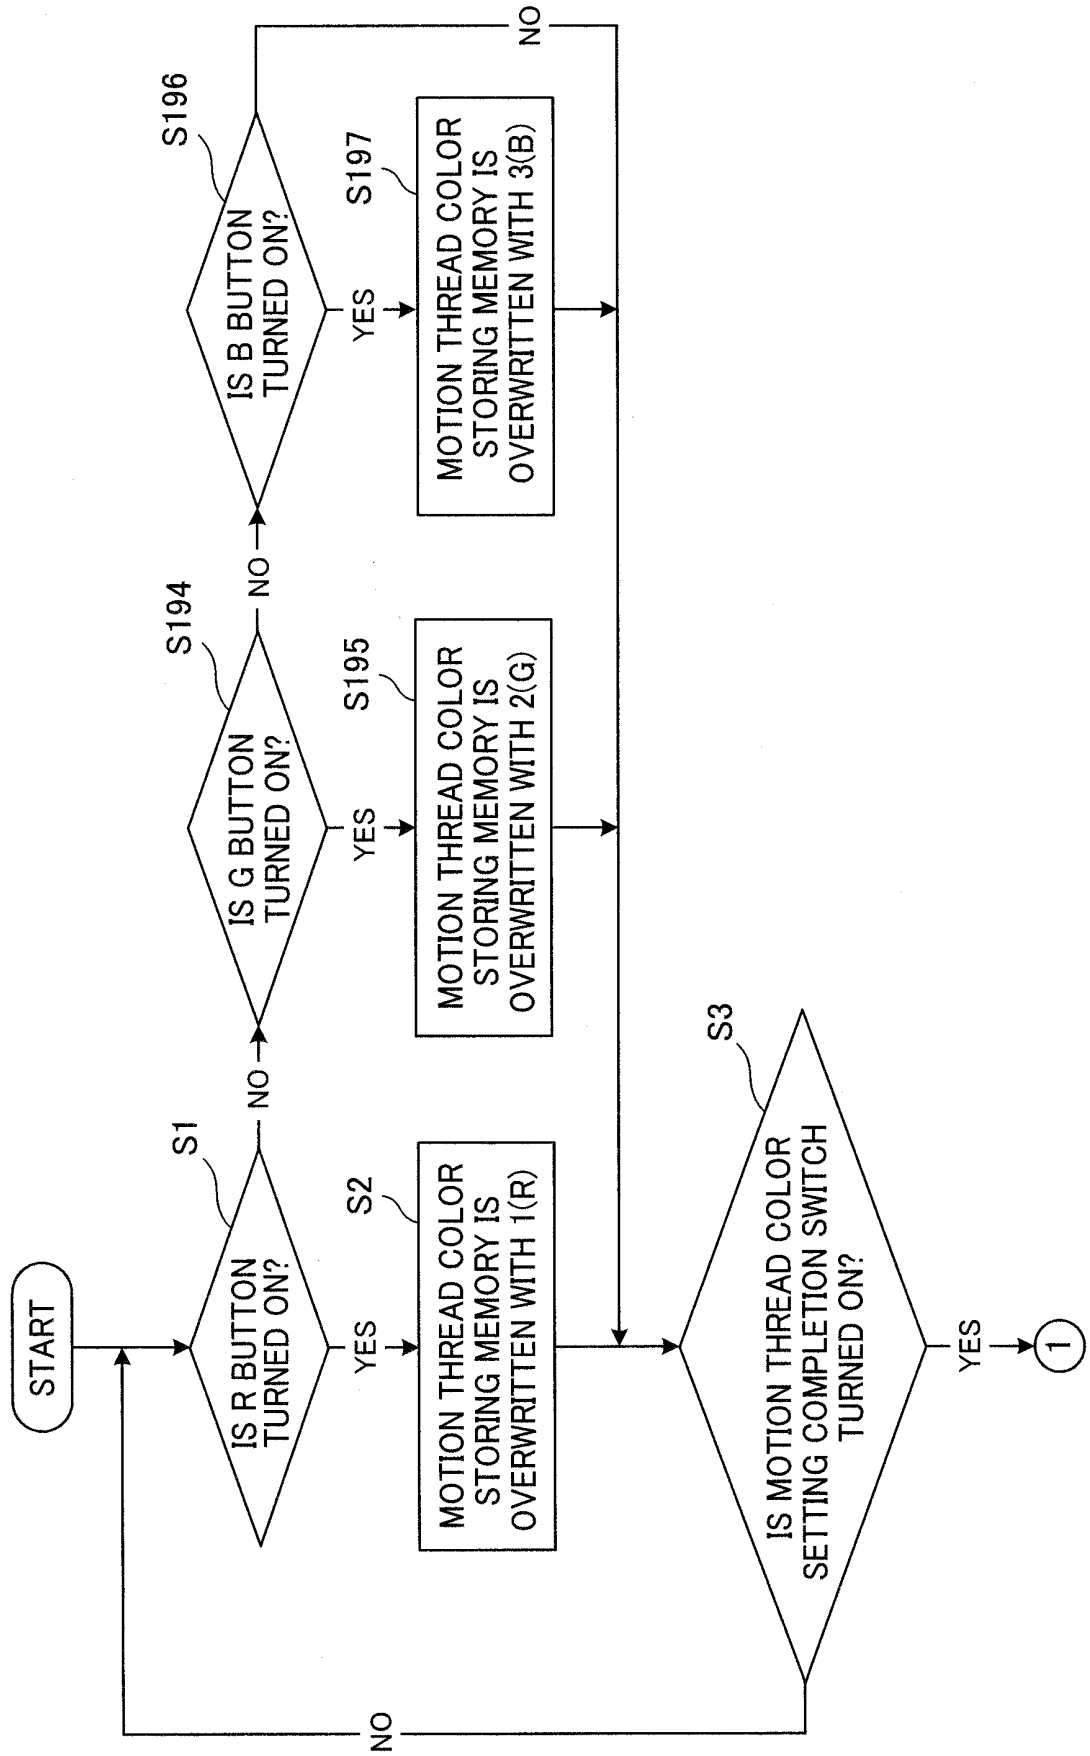 START
S1
IS R BUTTON
TURNED ON?
NO
YES
S2
MOTION THREAD COLOR
STORING MEMORY IS
OVERWRITTEN WITH 1(R)
S194
IS G BUTTON
TURNED ON?
NO
YES
S195
MOTION THREAD COLOR
STORING MEMORY IS
OVERWRITTEN WITH 2(G)
S196
IS B BUTTON
TURNED ON?
NO
YES
S197
MOTION THREAD COLOR
STORING MEMORY IS
OVERWRITTEN WITH 3(B)
S3
IS MOTION THREAD COLOR
SETTING COMPLETION SWITCH
TURNED ON?
NO
YES
1